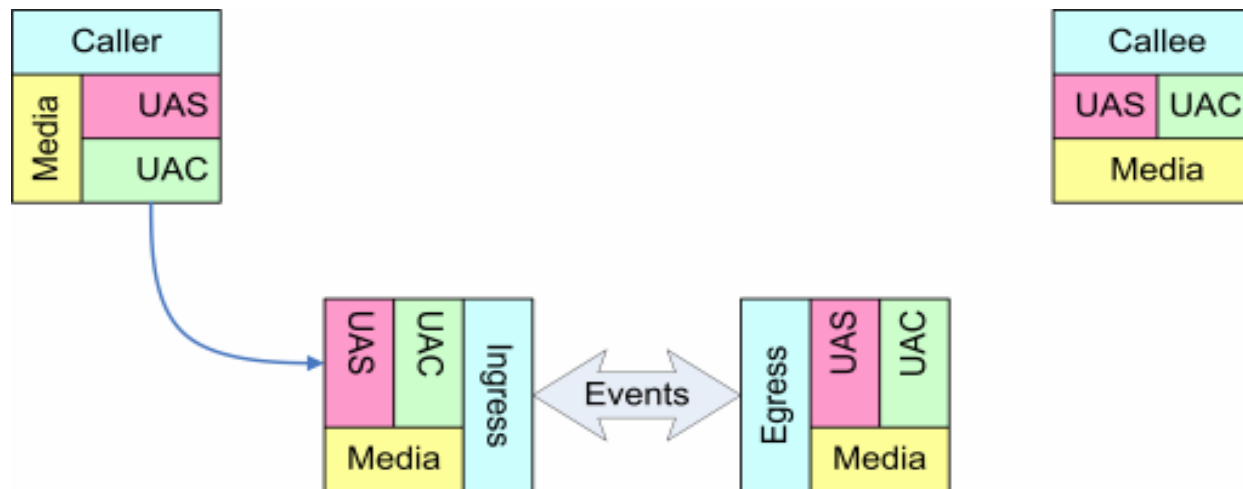 Caller
Media
UAS
UAC
Callee
UAS
UAC
Media
UAS
UAC
Ingress
Media
Events
Egress
UAS
UAC
Media